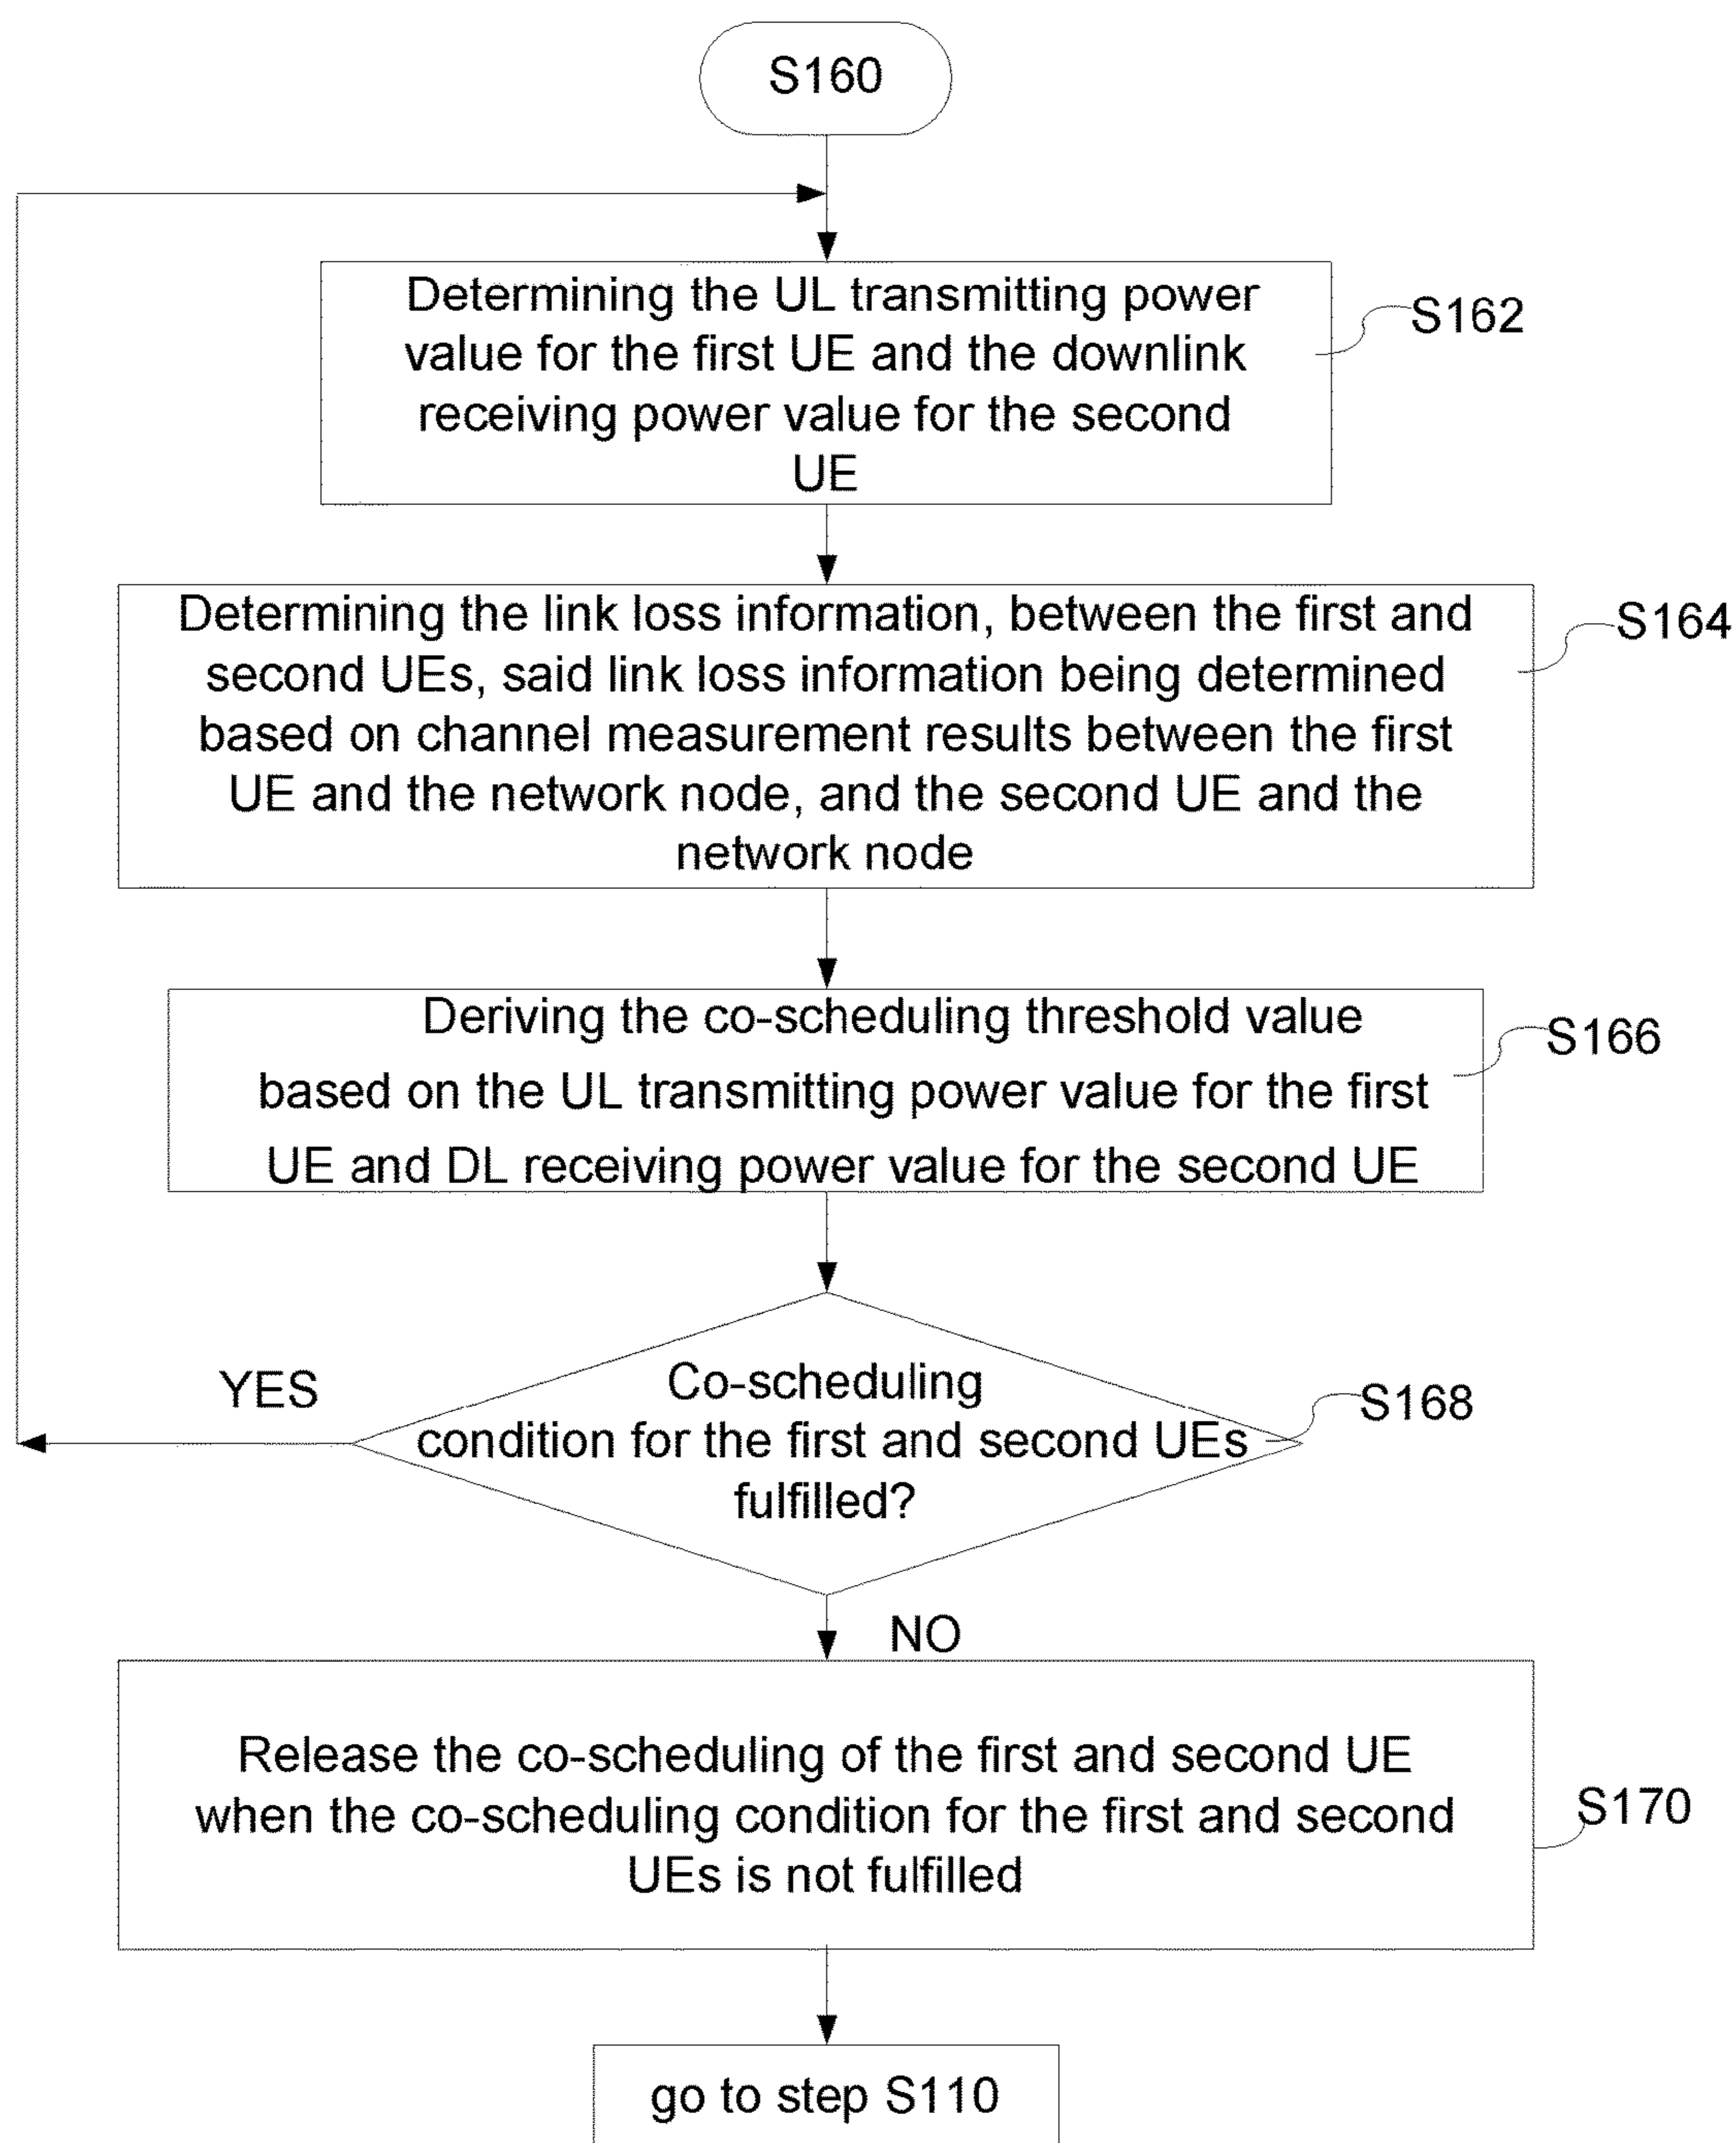 S160
Determining the UL transmitting power
value for the first UE and the downlink
receiving power value for the second
UE
S162
Determining the link loss information, between the first and
second UEs, said link loss information being determined
based on channel measurement results between the first
UE and the network node, and the second UE and the
network node
S164
Deriving the co-scheduling threshold value
based on the UL transmitting power value for the first
UE and DL receiving power value for the second UE
S166
YES
Co-scheduling
condition for the first and second UEs
fulfilled?
S168
NO
Release the co-scheduling of the first and second UE
when the co-scheduling condition for the first and second
UEs is not fulfilled
S170
go to step S110